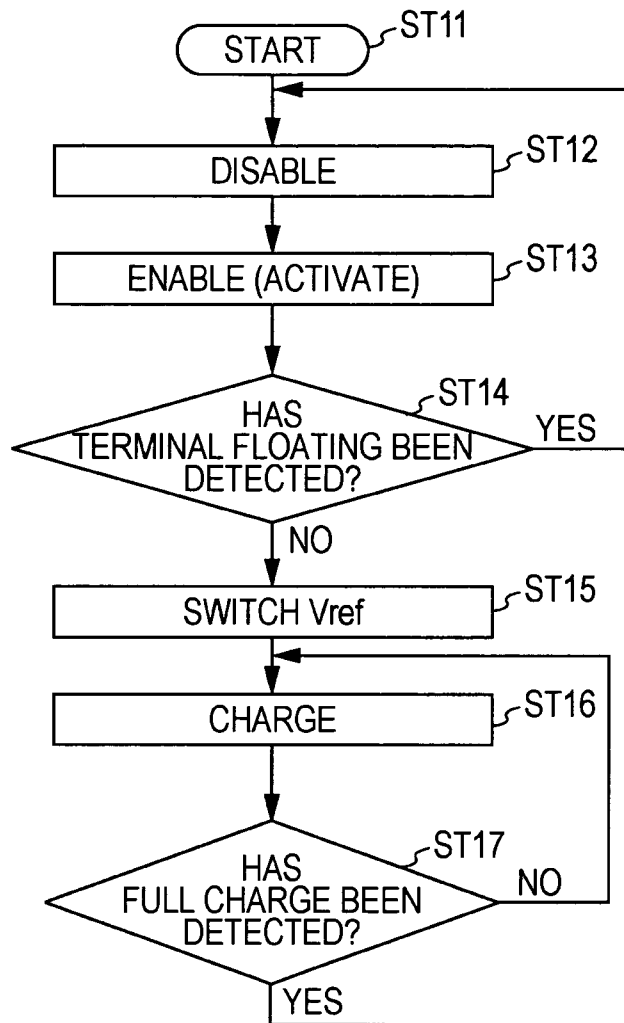 START
ST11
DISABLE
ST12
ENABLE (ACTIVATE)
ST13
HAS
TERMINAL FLOATING BEEN
DETECTED?
ST14
YES
NO
SWITCH Vref
ST15
CHARGE
ST16
HAS
FULL CHARGE BEEN
DETECTED?
ST17
NO
YES